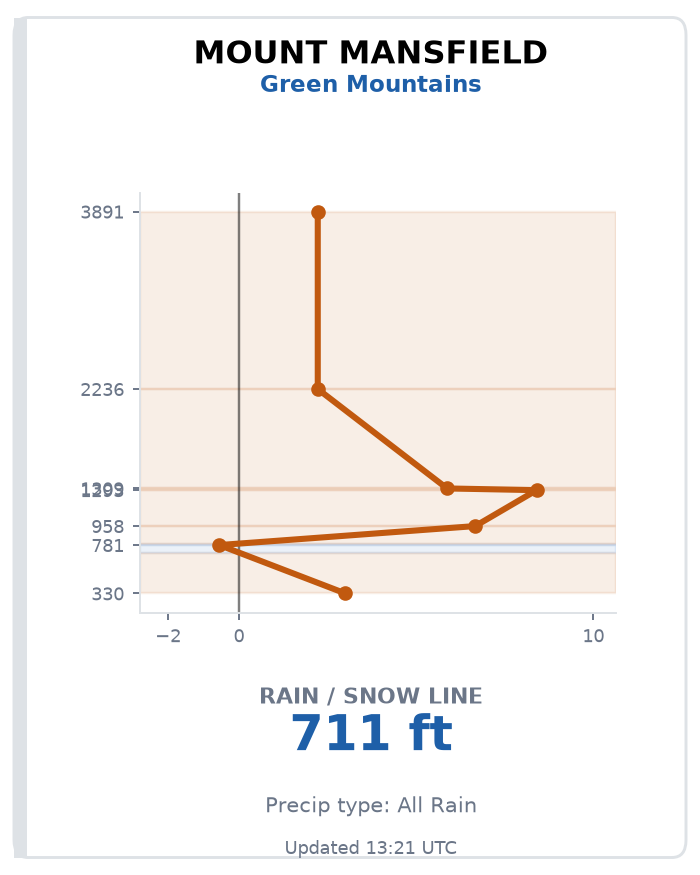 MOUNT MANSFIELD
Green Mountains
3891
2236
958
781
330
−2 0 10
RAIN / SNOW LINE
711 ft
Precip type: All Rain
Updated 13:21 UTC